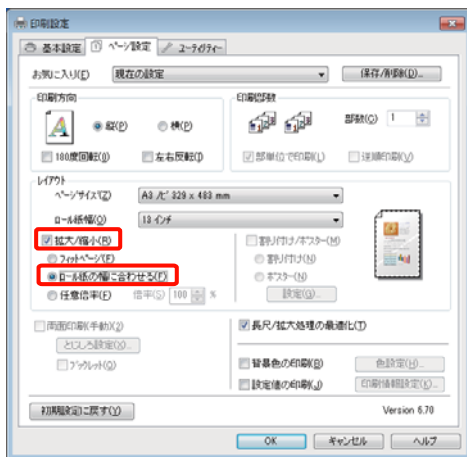 印刷設定
基本設定 ページ設定 ユーティリティ
お気に入り(E) 現在の設定 保存/削除(D)...
印刷方向 印刷部数
縦(P) 横(P) 部数(C) 1
180度回転(0) 左右反転(T) 部単位で印刷(L) 逆順印刷(V)
レイアウト
ページサイズ(Z) A3 ノビ 329 x 483 mm
ロール紙幅(O) 13 インチ
拡大/縮小(R) 割り付け/ポスター(M)
フィットページ(F) 割り付け(N)
ロール紙の幅に合わせる(F) ポスター(N)
任意倍率(F) 倍率(S) 100 % 設定(Q)...
両面印刷(手動)(X) 長尺/拡大処理の最適化(T)
とじしろ設定(Q)... 背景色の印刷(B) 色設定(H)...
ブックレット(Q) 設定値の印刷(J) 印刷情報設定(K)...
初期設定に戻す(Y) Version 6.70
OK キャンセル ヘルプ